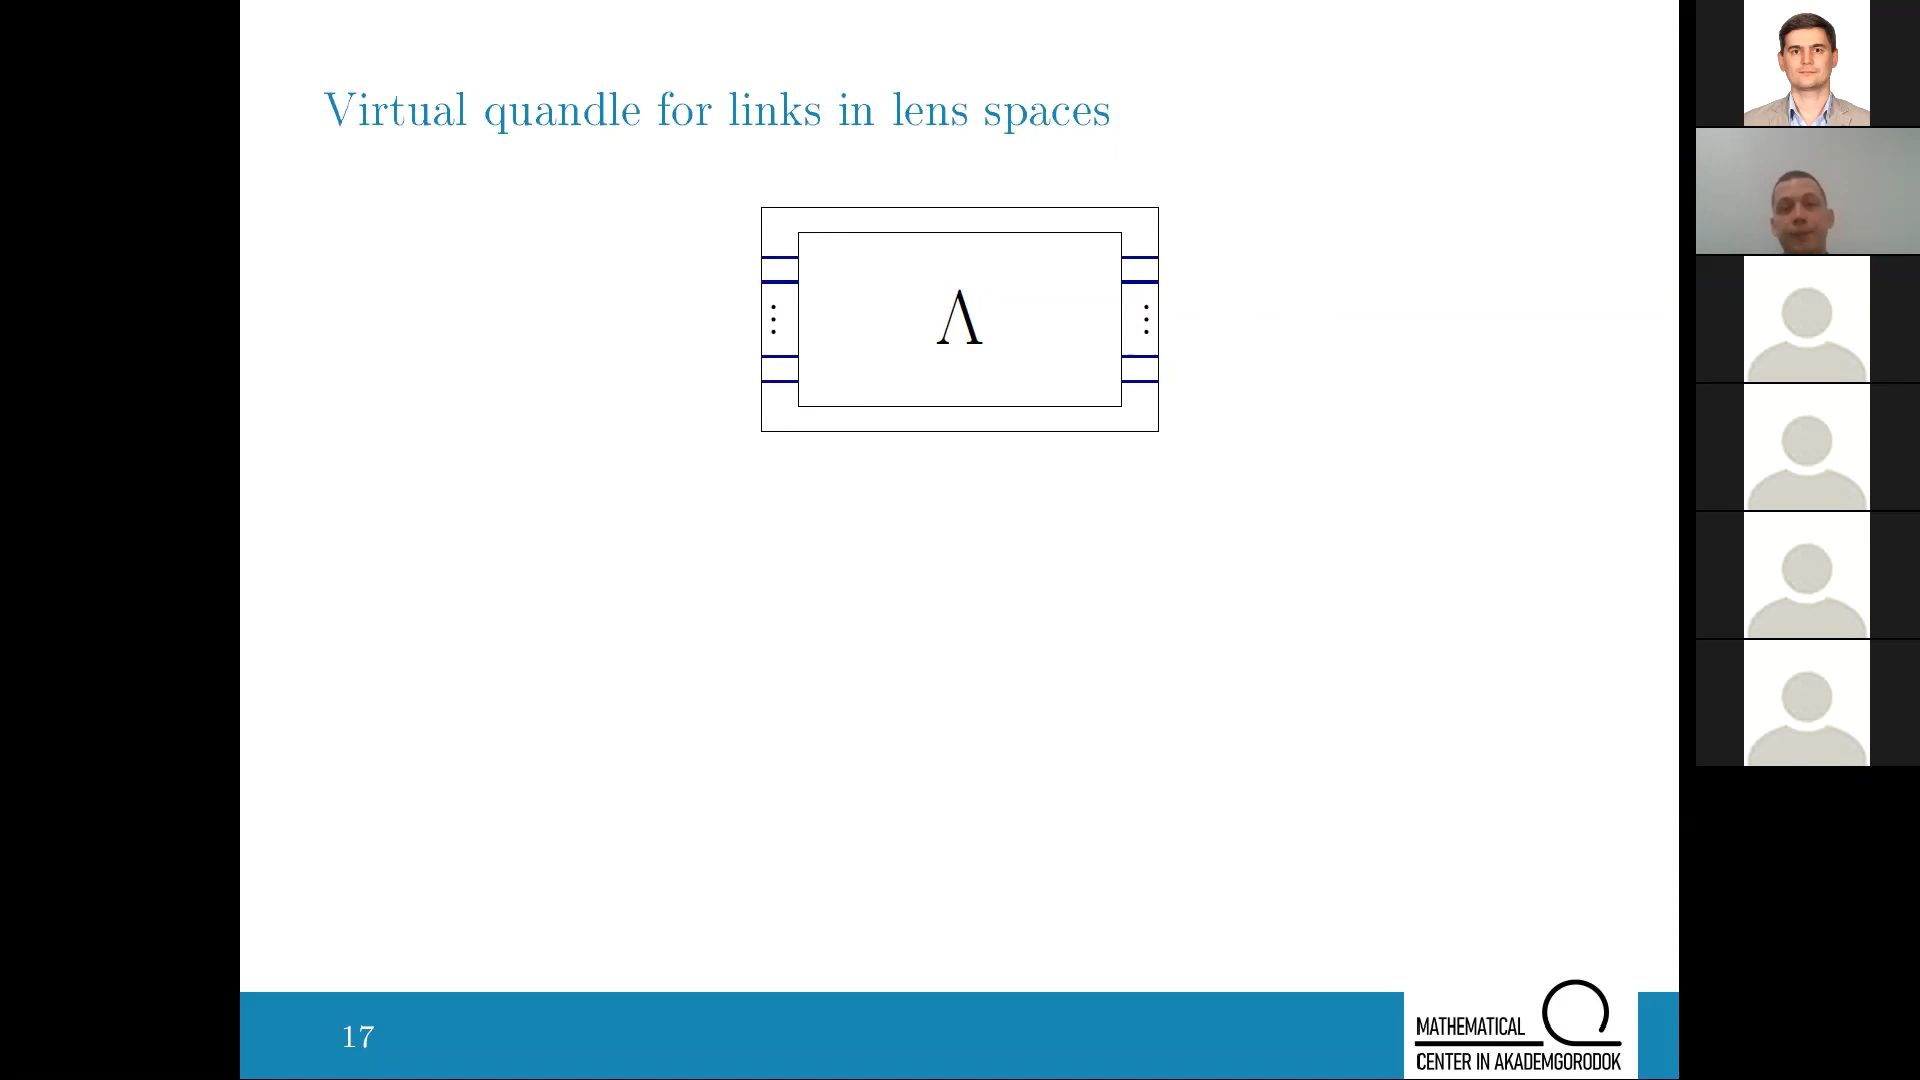 Virtual quandle for links in lens spaces
Λ
17
MATHEMATICAL
CENTER IN AKADEMGORODOK